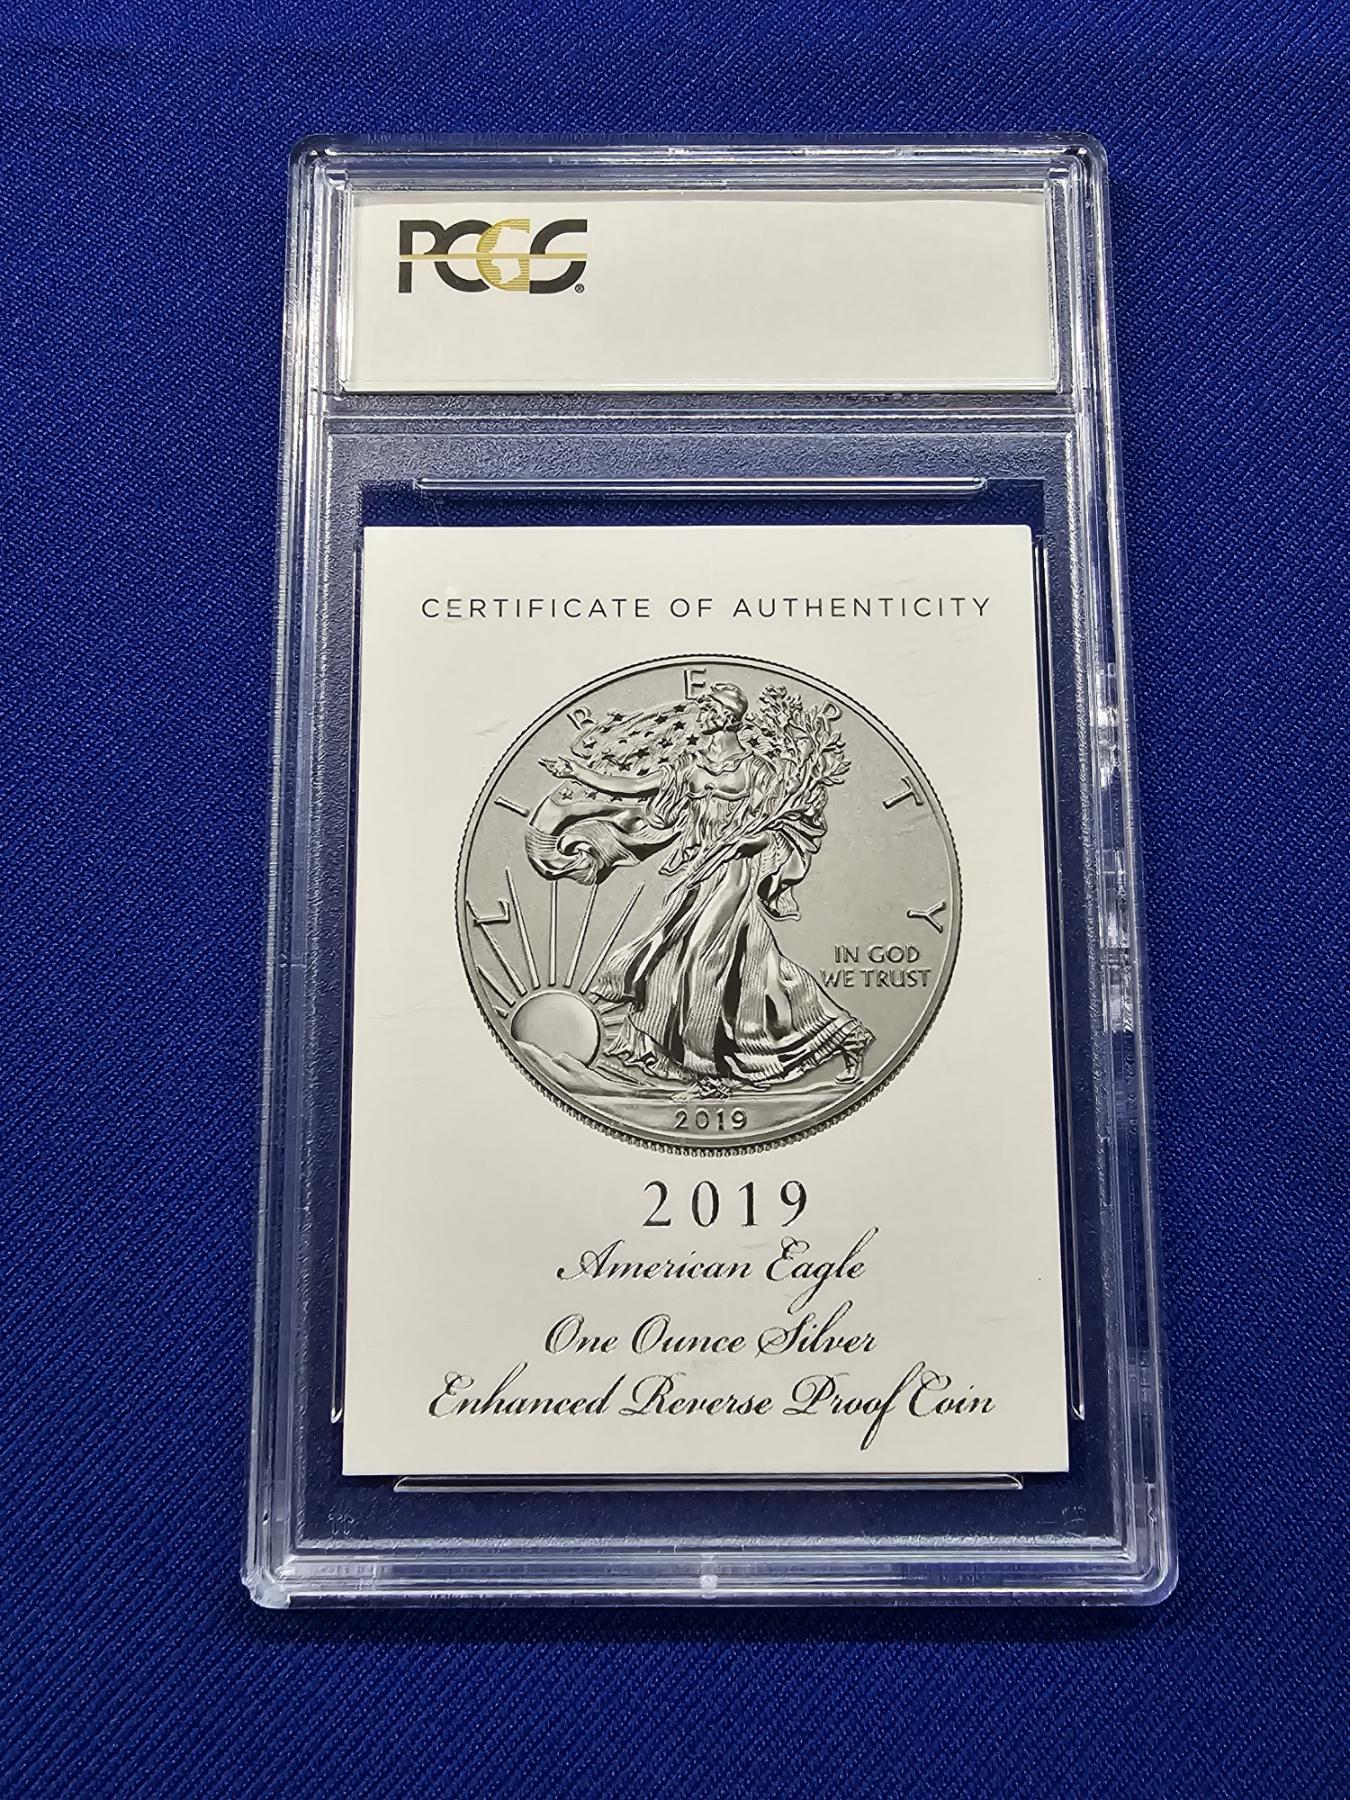 PCGS®
CERTIFICATE OF AUTHENTICITY
LIBERTY
IN GOD
WE TRUST
2019
2019
American Eagle
One Ounce Silver
Enhanced Reverse Proof Coin